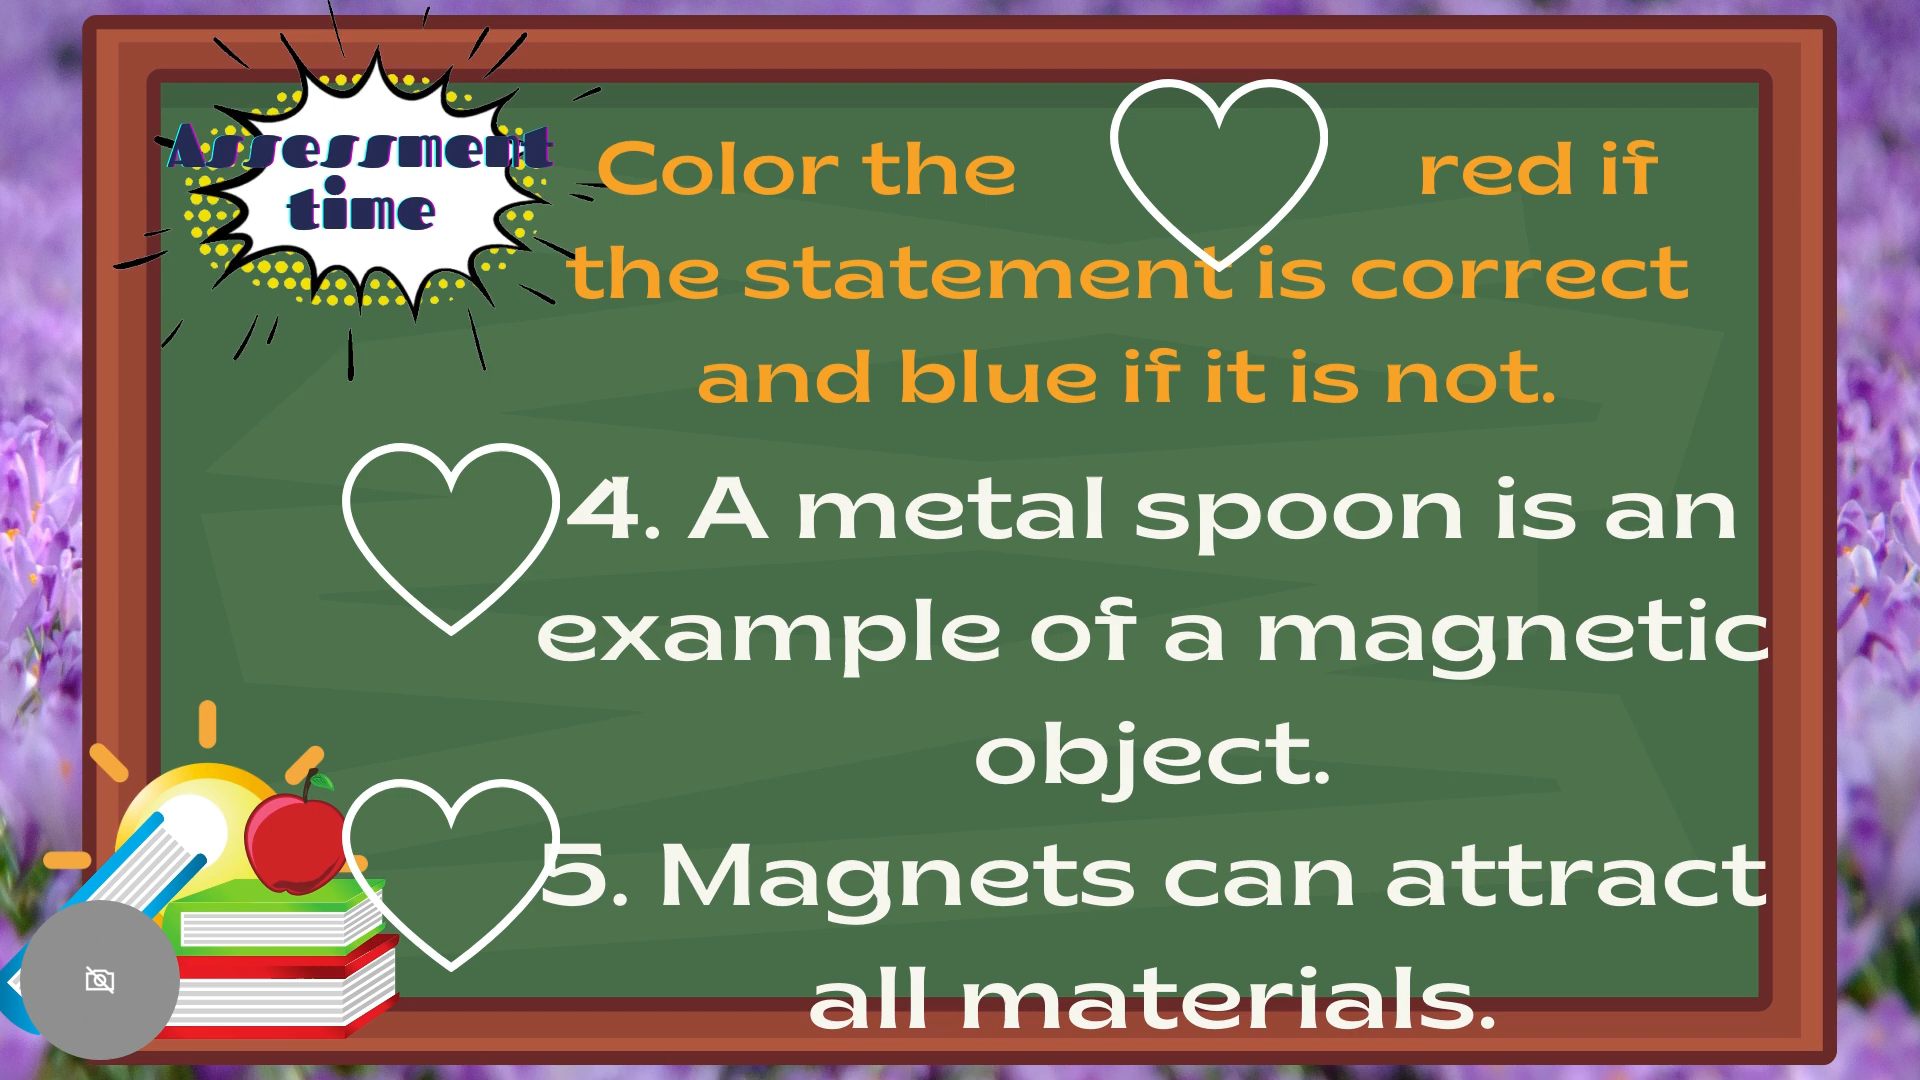 Assessment
time
Color the red if
the statement is correct
and blue if it is not.
4. A metal spoon is an
example of a magnetic
object.
5. Magnets can attract
all materials.